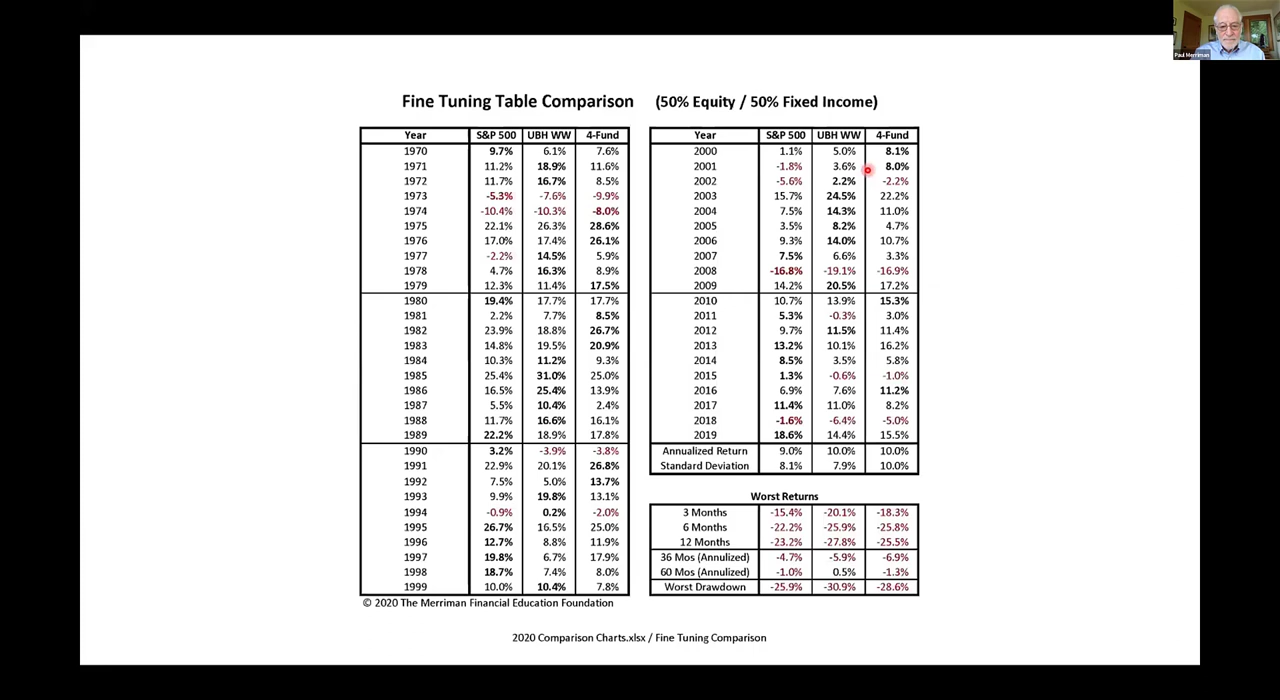 Paul Merriman
Fine Tuning Table Comparison (50% Equity / 50% Fixed Income)
Year S&P 500 UBH WW 4-Fund
1970 9.7% 6.1% 7.6%
1971 11.2% 18.9% 11.6%
1972 11.7% 16.7% 8.5%
1973 -5.3% -7.6% -9.9%
1974 -10.4% -10.3% -8.0%
1975 22.1% 26.3% 28.6%
1976 17.0% 17.4% 26.1%
1977 -2.2% 14.5% 5.9%
1978 4.7% 16.3% 8.9%
1979 12.3% 11.4% 17.5%
1980 19.4% 17.7% 17.7%
1981 2.2% 7.7% 8.5%
1982 23.9% 18.8% 26.7%
1983 14.8% 19.5% 20.9%
1984 10.3% 11.2% 9.3%
1985 25.4% 31.0% 25.0%
1986 16.5% 25.4% 13.9%
1987 5.5% 10.4% 2.4%
1988 11.7% 16.6% 16.1%
1989 22.2% 18.9% 17.8%
1990 3.2% -3.9% -3.8%
1991 22.9% 20.1% 26.8%
1992 7.5% 5.0% 13.7%
1993 9.9% 19.8% 13.1%
1994 -0.9% 0.2% -2.0%
1995 26.7% 16.5% 25.0%
1996 12.7% 8.8% 11.9%
1997 19.8% 6.7% 17.9%
1998 18.7% 7.4% 8.0%
1999 10.0% 10.4% 7.8%
© 2020 The Merriman Financial Education Foundation
Year S&P 500 UBH WW 4-Fund
2000 1.1% 5.0% 8.1%
2001 -1.8% 3.6% 8.0%
2002 -5.6% 2.2% -2.2%
2003 15.7% 24.5% 22.2%
2004 7.5% 14.3% 11.0%
2005 3.5% 8.2% 4.7%
2006 9.3% 14.0% 10.7%
2007 7.5% 6.6% 3.3%
2008 -16.8% -19.1% -16.9%
2009 14.2% 20.5% 17.2%
2010 10.7% 13.9% 15.3%
2011 5.3% -0.3% 3.0%
2012 9.7% 11.5% 11.4%
2013 13.2% 10.1% 16.2%
2014 8.5% 3.5% 5.8%
2015 1.3% -0.6% -1.0%
2016 6.9% 7.6% 11.2%
2017 11.4% 11.0% 8.2%
2018 -1.6% -6.4% -5.0%
2019 18.6% 14.4% 15.5%
Annualized Return 9.0% 10.0% 10.0%
Standard Deviation 8.1% 7.9% 10.0%
Worst Returns
3 Months -15.4% -20.1% -18.3%
6 Months -22.2% -25.9% -25.8%
12 Months -23.2% -27.8% -25.5%
36 Mos (Annulized) -4.7% -5.9% -6.9%
60 Mos (Annulized) -1.0% 0.5% -1.3%
Worst Drawdown -25.9% -30.9% -28.6%
2020 Comparison Charts.xlsx / Fine Tuning Comparison